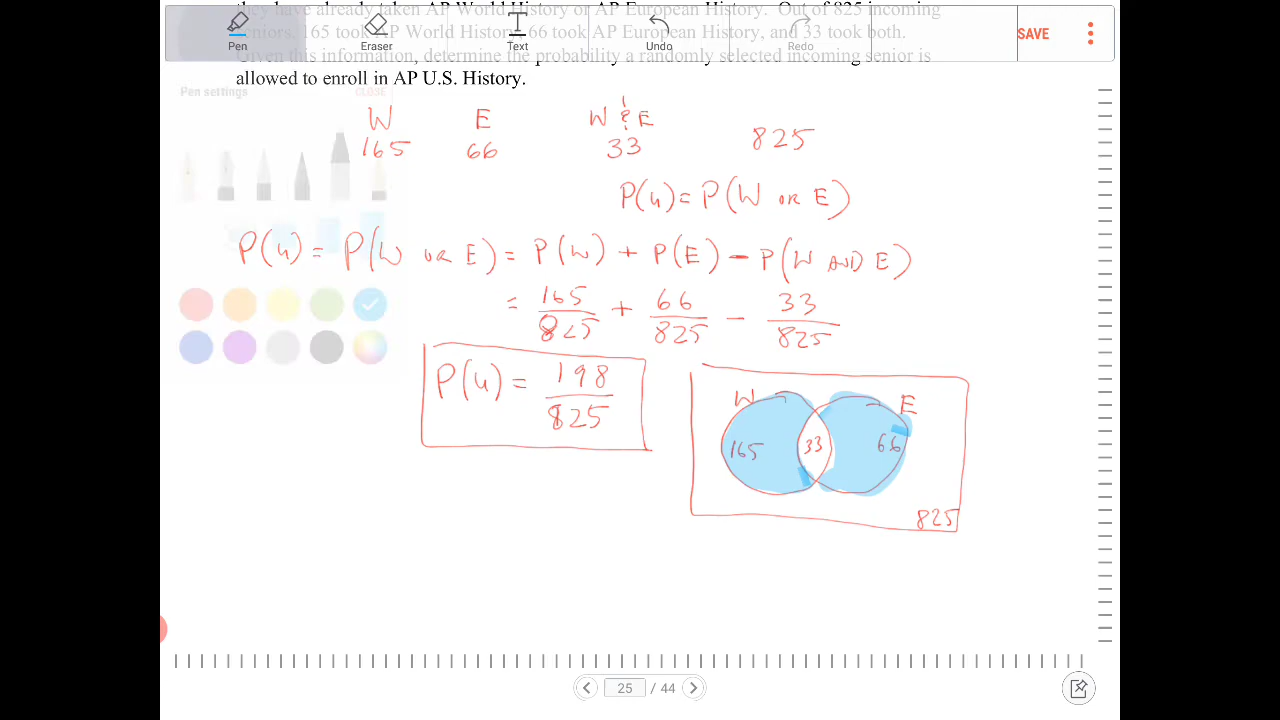 they have already taken AP World History or AP European History. Out of 825 incoming
seniors, 165 took AP World History, 66 took AP European History, and 33 took both.
Given this information, determine the probability a randomly selected incoming senior is
allowed to enroll in AP U.S. History.
Pen
Eraser
Text
Undo
Redo
SAVE
Pen settings
CLOSE
W E W & E
165 66 33 825
P(U) = P(W OR E)
P(U) = P(W OR E) = P(W) + P(E) - P(W AND E)
= 165/825 + 66/825 - 33/825
P(U) = 198/825
W E
165 33 66
825
25 / 44